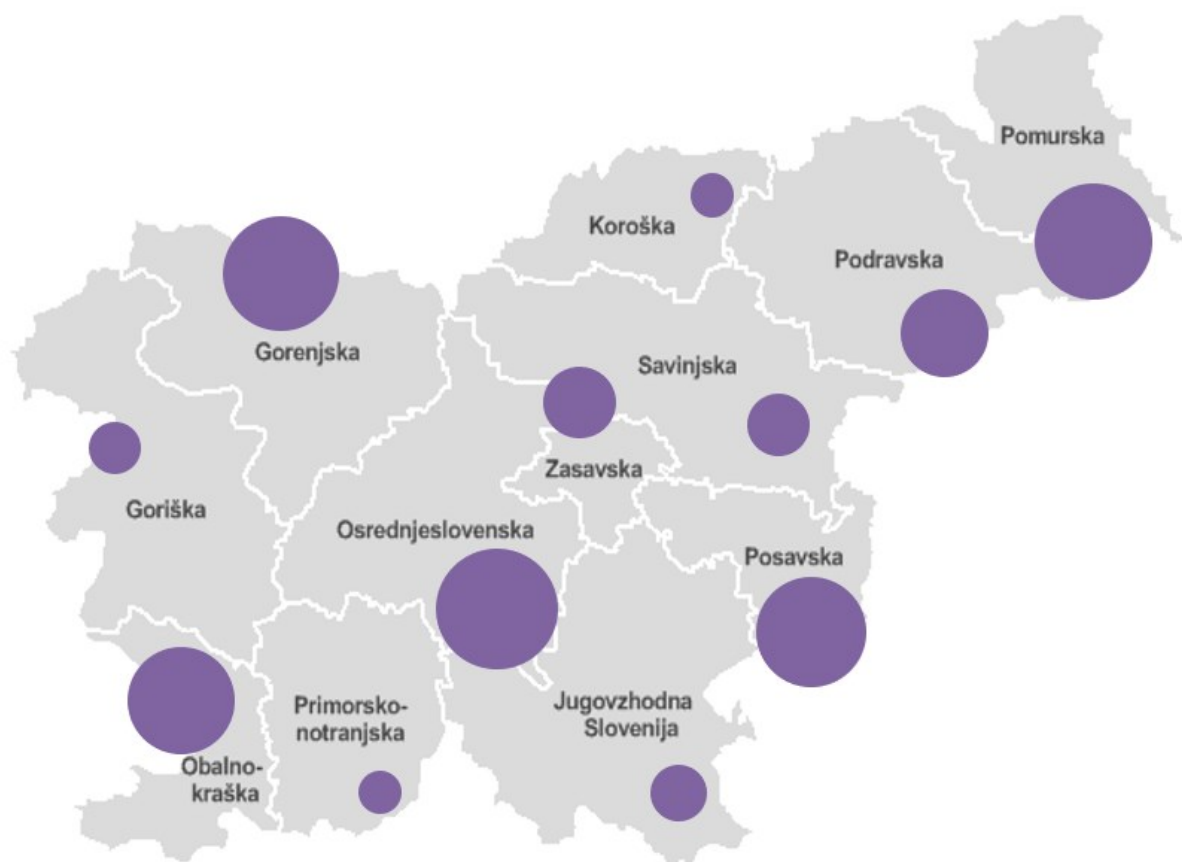 Pomurska
Koroška
Podravska
Gorenjska
Savinjska
Zasavska
Goriška
Osrednjeslovenska
Posavska
Primorsko-
notranjska
Jugovzhodna
Slovenija
Obalno-
kraška